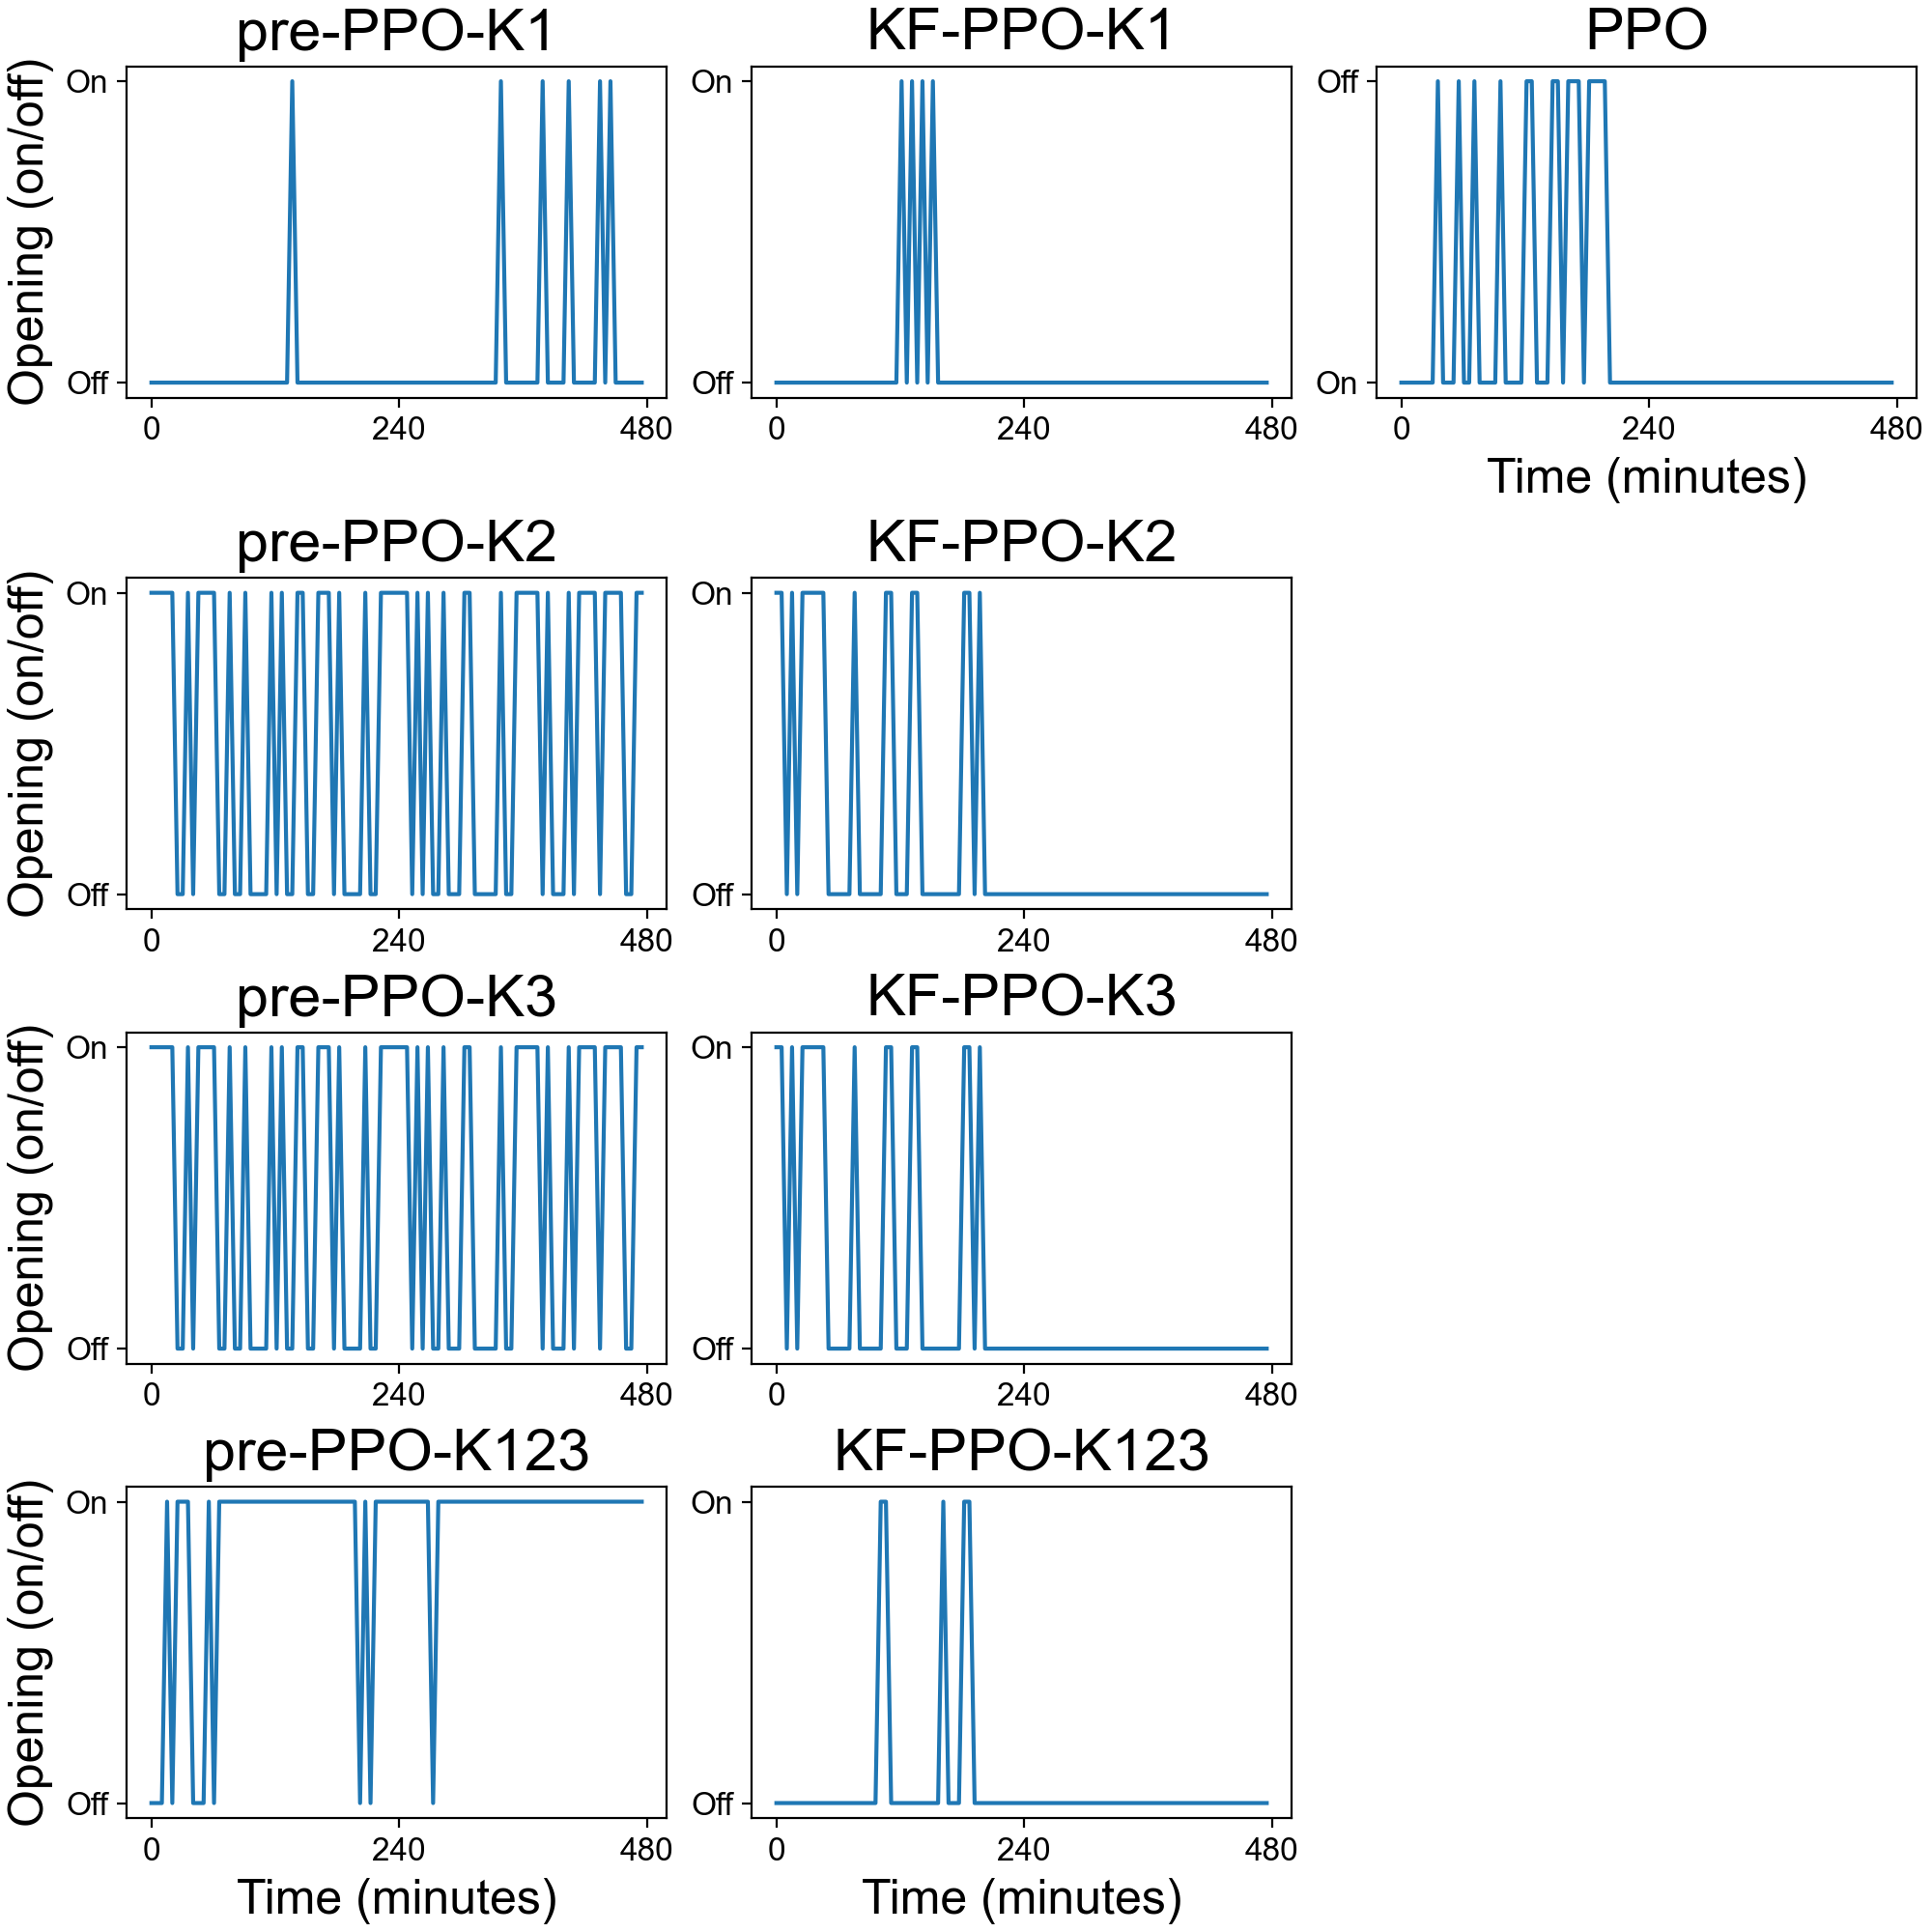 pre-PPO-K1
KF-PPO-K1
PPO
Opening (on/off)
On
Off
0 240 480
On
Off
0 240 480
Off
On
0 240 480
Time (minutes)
pre-PPO-K2
KF-PPO-K2
Opening (on/off)
On
Off
0 240 480
On
Off
0 240 480
pre-PPO-K3
KF-PPO-K3
Opening (on/off)
On
Off
0 240 480
On
Off
0 240 480
pre-PPO-K123
KF-PPO-K123
Opening (on/off)
On
Off
0 240 480
Time (minutes)
On
Off
0 240 480
Time (minutes)